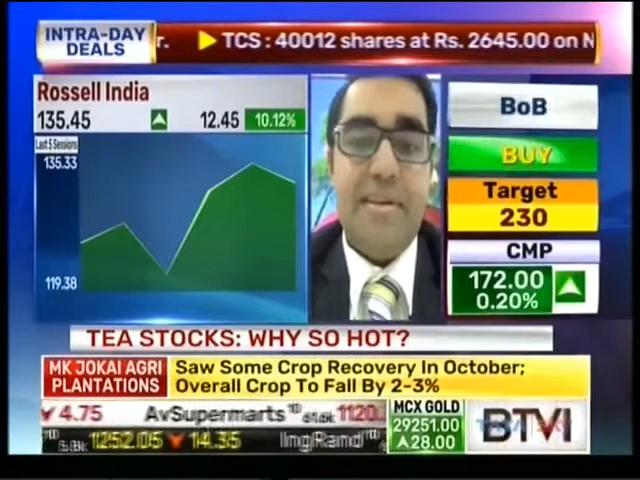 INTRA-DAY
DEALS
r. ▶ TCS : 40012 shares at Rs. 2645.00 on N
Rossell India
135.45 ▲ 12.45 10.12%
Last 5 Sessions
135.33
119.38
BoB
BUY
Target
230
CMP
172.00
0.20%
TEA STOCKS: WHY SO HOT?
MK JOKAI AGRI
PLANTATIONS
Saw Some Crop Recovery In October;
Overall Crop To Fall By 2-3%
▼ 4.75 AvSupermarts 1120
1252.05 ▼ 14.35
MCX GOLD
29251.00
▲ 28.00
BTVI